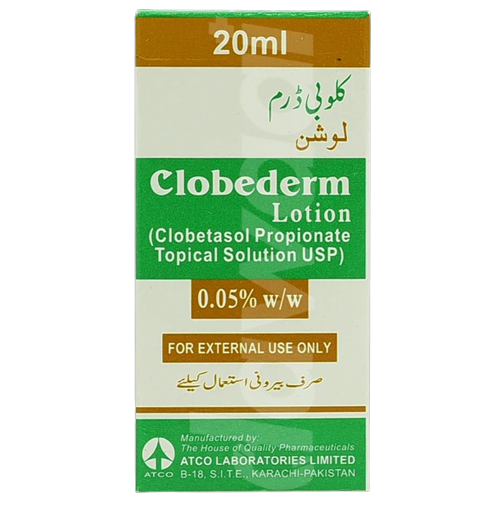 20ml
کلوبی ڈرم
لوشن
Clobederm
Lotion
(Clobetasol Propionate
Topical Solution USP)
0.05% w/w
FOR EXTERNAL USE ONLY
صرف بیرونی استعمال کیلئے
Manufactured by:
The House of Quality Pharmaceuticals
ATCO LABORATORIES LIMITED
B-18, S.I.T.E., KARACHI-PAKISTAN
ATCO